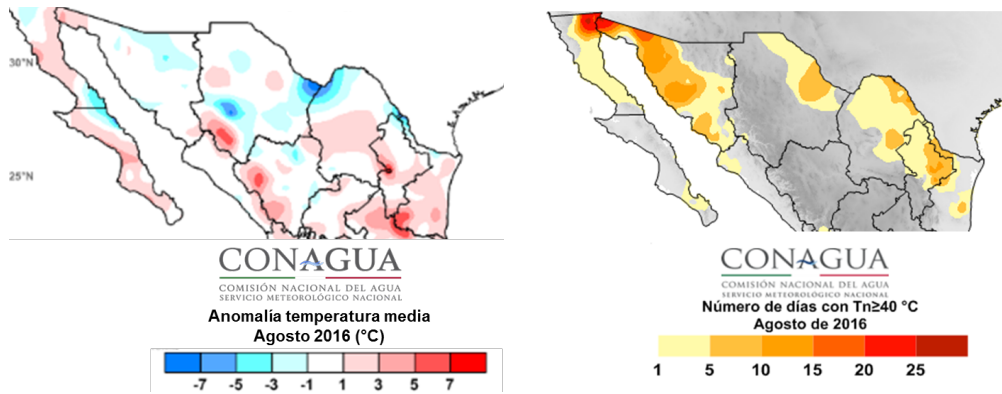 30°N
25°N
CONAGUA
COMISIÓN NACIONAL DEL AGUA
SERVICIO METEOROLÓGICO NACIONAL
Anomalía temperatura media
Agosto 2016 (°C)
-7 -5 -3 -1 1 3 5 7
CONAGUA
COMISIÓN NACIONAL DEL AGUA
SERVICIO METEOROLÓGICO NACIONAL
Número de días con Tn≥40 °C
Agosto de 2016
1 5 10 15 20 25